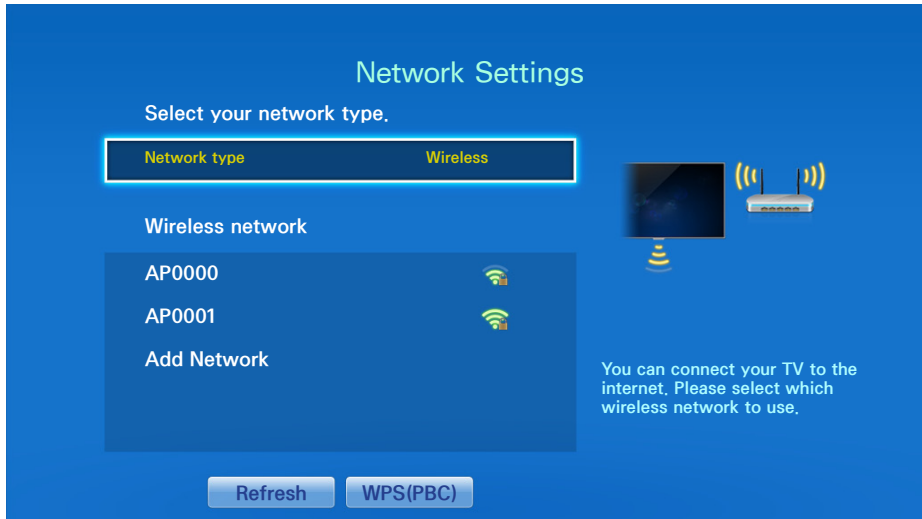 Network Settings
Select your network type.
Network type Wireless
Wireless network
AP0000
AP0001
Add Network
You can connect your TV to the
internet. Please select which
wireless network to use.
Refresh WPS(PBC)